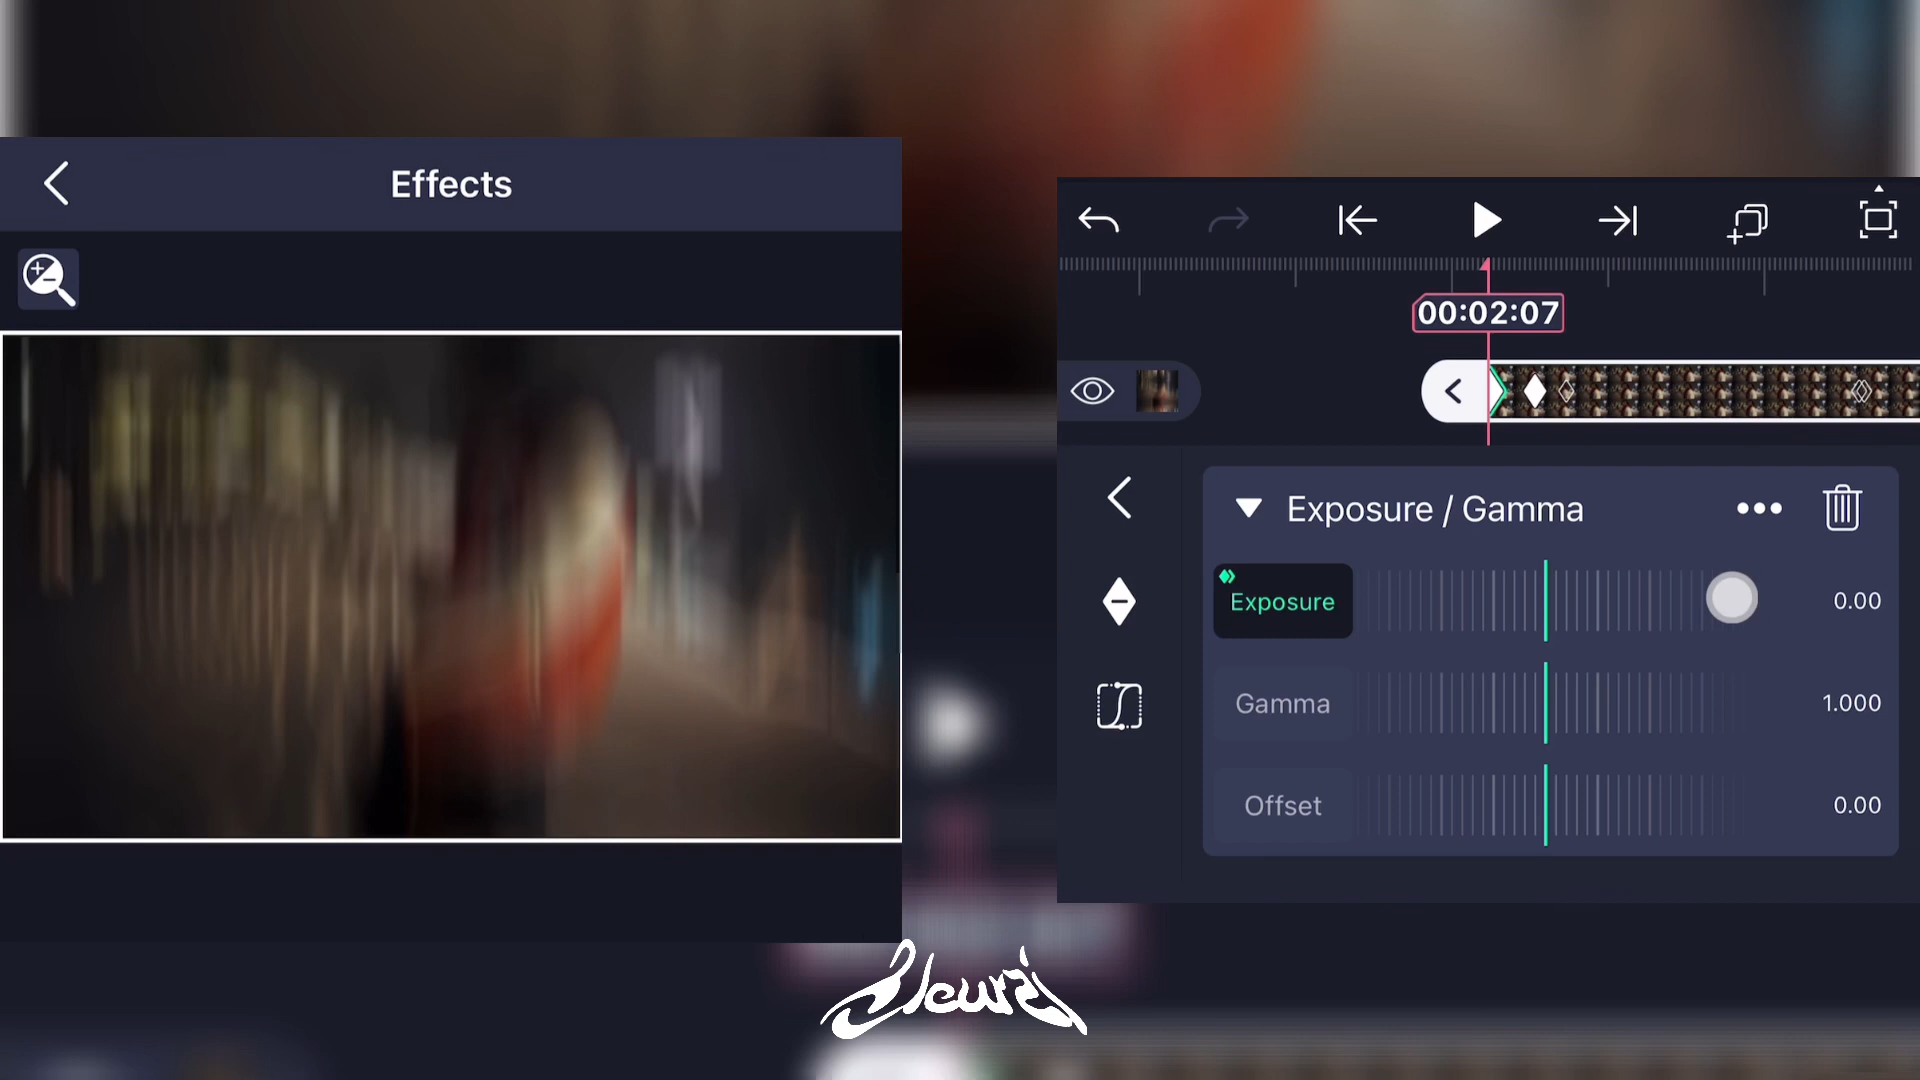 Effects
00:02:07
Exposure / Gamma
Exposure
0.00
Gamma
1.000
Offset
0.00